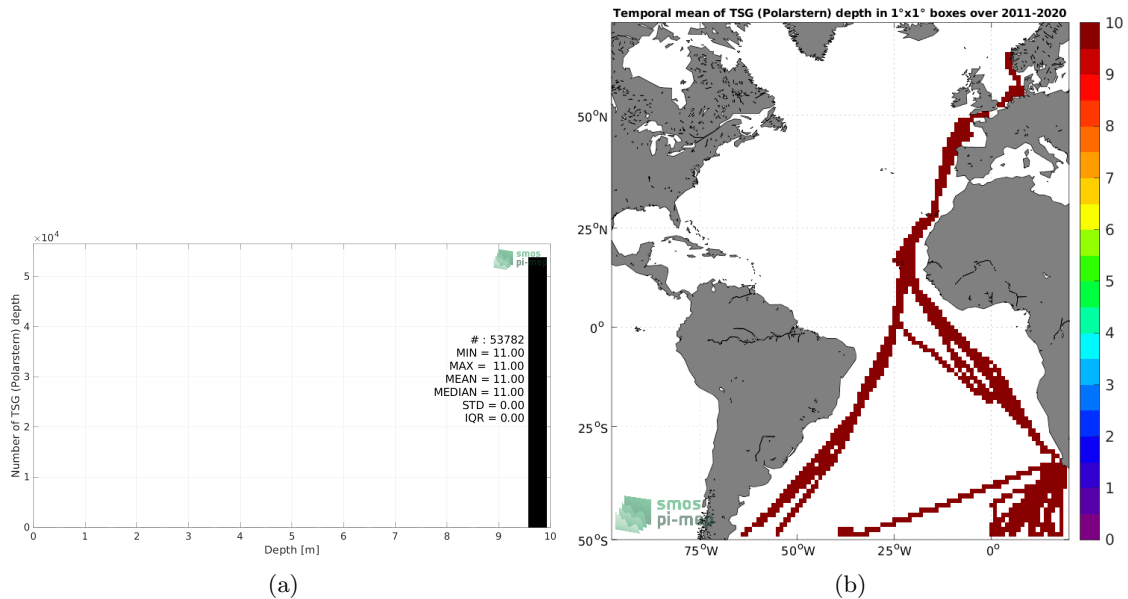 Temporal mean of TSG (Polarstern) depth in 1°x1° boxes over 2011-2020
×10⁴
5
4
3
2
1
0
Number of TSG (Polarstern) depth
smos
# : 53782
MIN = 11.00
MAX = 11.00
MEAN = 11.00
MEDIAN = 11.00
STD = 0.00
IQR = 0.00
0 1 2 3 4 5 6 7 8 9 10
Depth [m]
(a)
50°N
25°N
0°
25°S
50°S
smos
75°W 50°W 25°W 0°
10
9
8
7
6
5
4
3
2
1
0
(b)